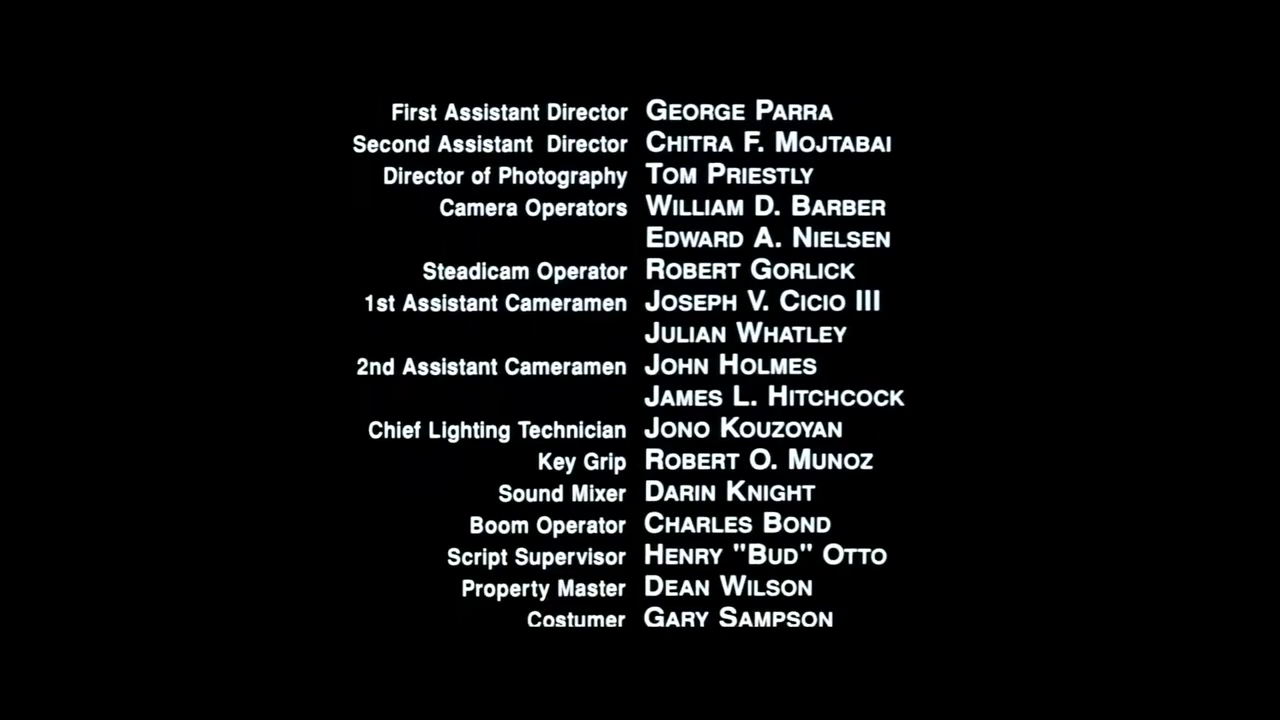 First Assistant Director GEORGE PARRA
Second Assistant Director CHITRA F. MOJTABAI
Director of Photography TOM PRIESTLY
Camera Operators WILLIAM D. BARBER
EDWARD A. NIELSEN
Steadicam Operator ROBERT GORLICK
1st Assistant Cameramen JOSEPH V. CICIO III
JULIAN WHATLEY
2nd Assistant Cameramen JOHN HOLMES
JAMES L. HITCHCOCK
Chief Lighting Technician JONO KOUZOYAN
Key Grip ROBERT O. MUNOZ
Sound Mixer DARIN KNIGHT
Boom Operator CHARLES BOND
Script Supervisor HENRY "BUD" OTTO
Property Master DEAN WILSON
Costumer GARY SAMPSON